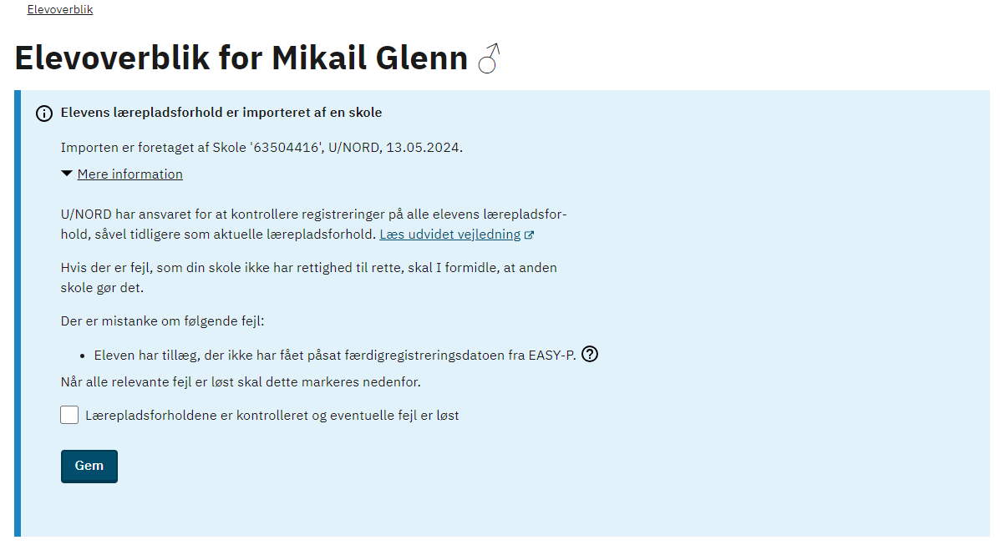 Elevoverblik
Elevoverblik for Mikail Glenn ♂
Elevens lærepladsforhold er importeret af en skole
Importen er foretaget af Skole '63504416', U/NORD, 13.05.2024.
Mere information
U/NORD har ansvaret for at kontrollere registreringer på alle elevens lærepladsfor-
hold, såvel tidligere som aktuelle lærepladsforhold. Læs udvidet vejledning
Hvis der er fejl, som din skole ikke har rettighed til rette, skal I formidle, at anden
skole gør det.
Der er mistanke om følgende fejl:
• Eleven har tillæg, der ikke har fået påsat færdigregistreringsdatoen fra EASY-P.
Når alle relevante fejl er løst skal dette markeres nedenfor.
Lærepladsforholdene er kontrolleret og eventuelle fejl er løst
Gem